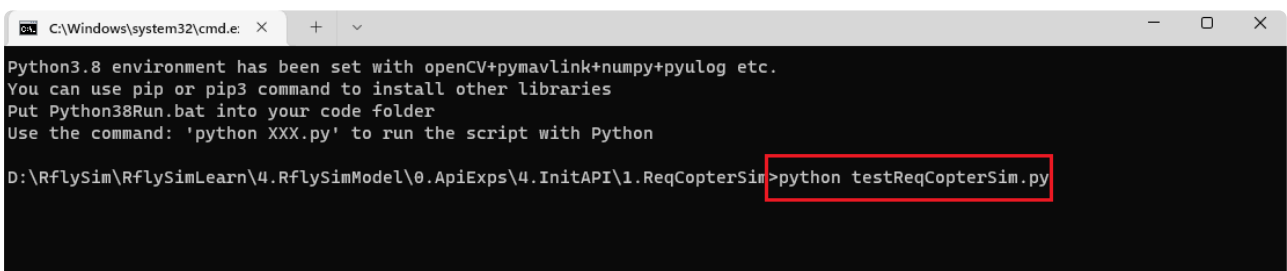 C:\Windows\system32\cmd.e:
Python3.8 environment has been set with openCV+pymavlink+numpy+pyulog etc.
You can use pip or pip3 command to install other libraries
Put Python38Run.bat into your code folder
Use the command: 'python XXX.py' to run the script with Python
D:\RflySim\RflySimLearn\4.RflySimModel\0.ApiExps\4.InitAPI\1.ReqCopterSim>python testReqCopterSim.py